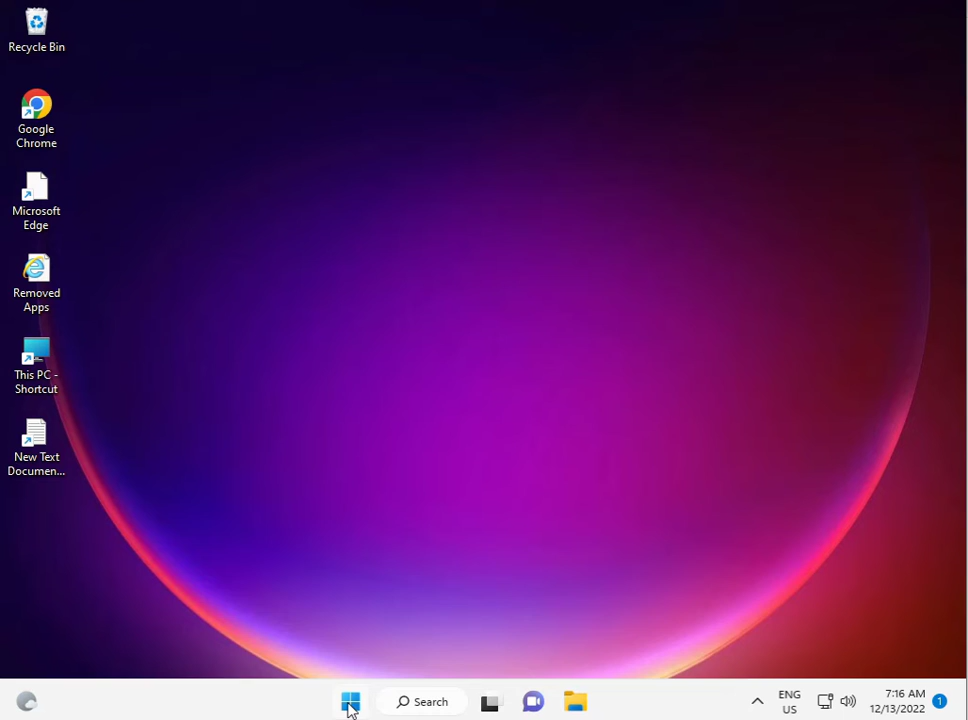 Recycle Bin
Google
Chrome
Microsoft
Edge
Removed
Apps
This PC -
Shortcut
New Text
Documen...
Search
ENG
US
7:16 AM
12/13/2022
1